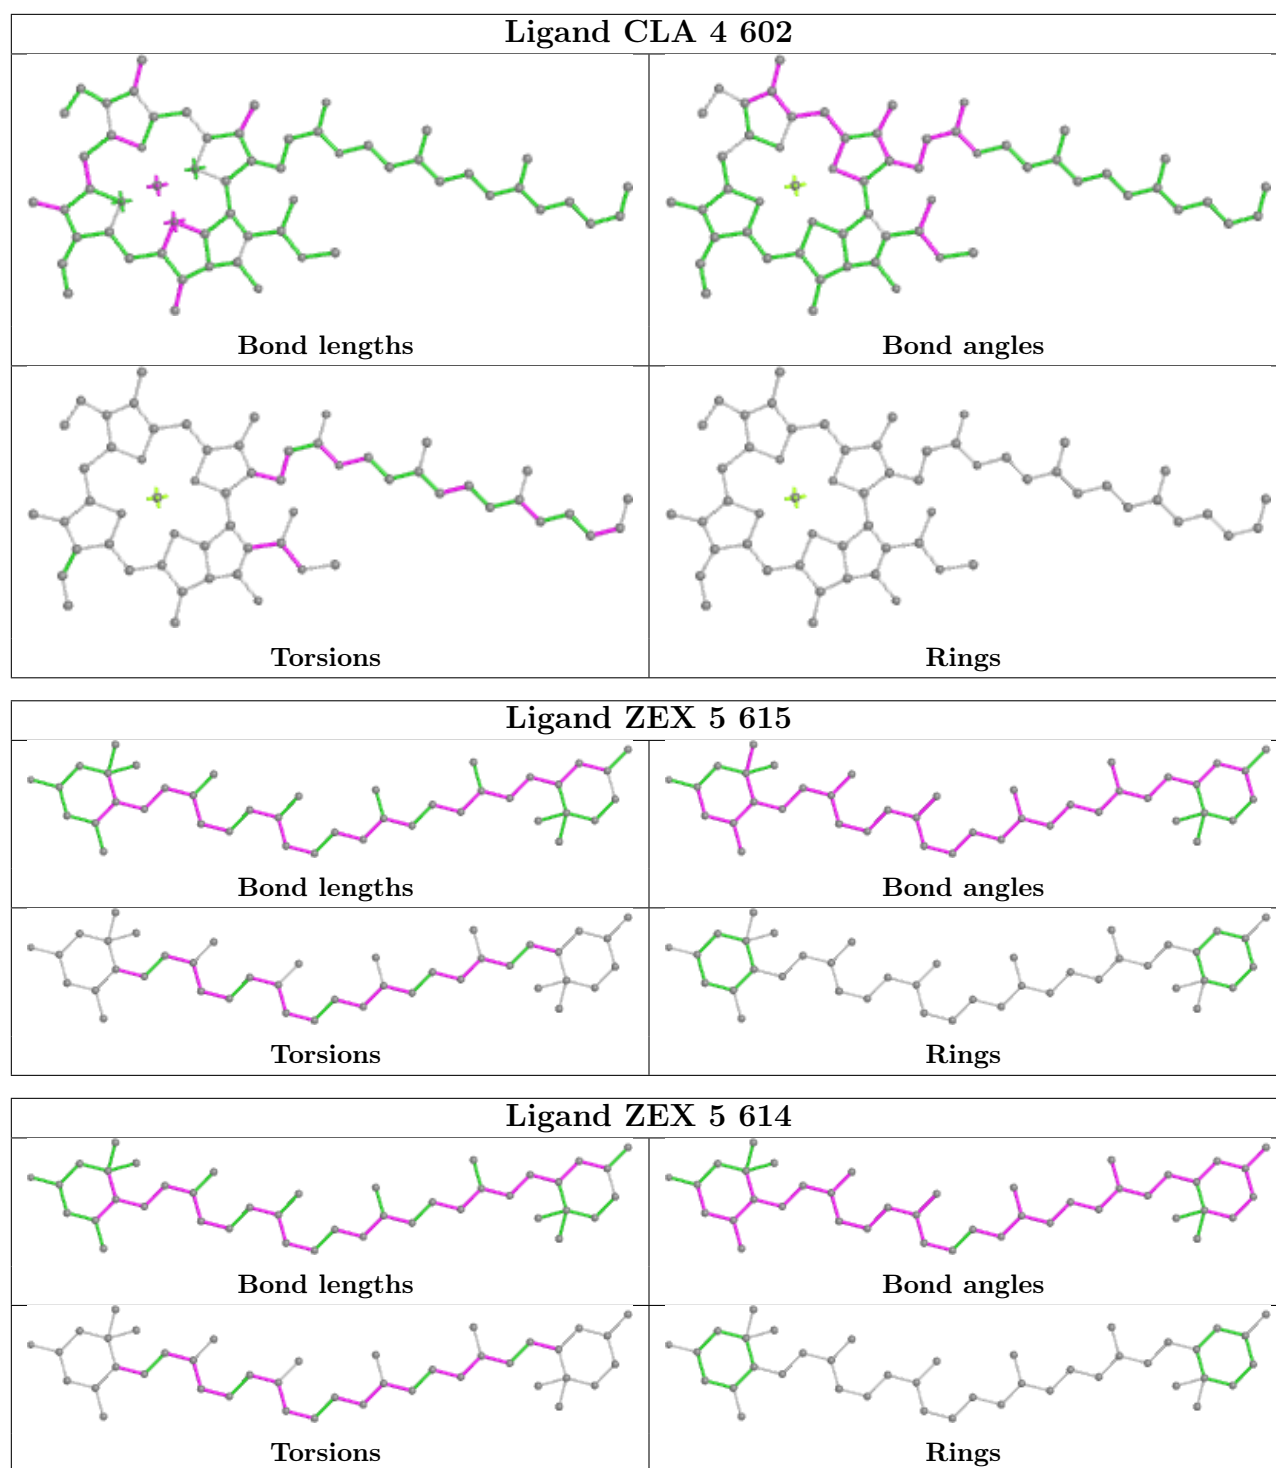 Ligand CLA 4 602
Bond lengths
Bond angles
Torsions
Rings
Ligand ZEX 5 615
Bond lengths
Bond angles
Torsions
Rings
Ligand ZEX 5 614
Bond lengths
Bond angles
Torsions
Rings